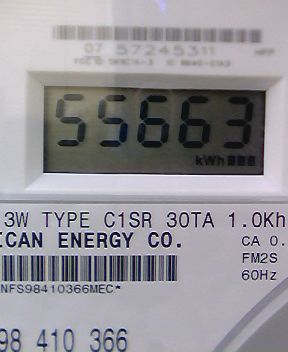 07 57245311
55663
kWh
3W TYPE C1SR 30TA 1.0Kh
ICAN ENERGY CO.
CA 0.
FM2S
60Hz
NFS98410366MEC*
98 410 366